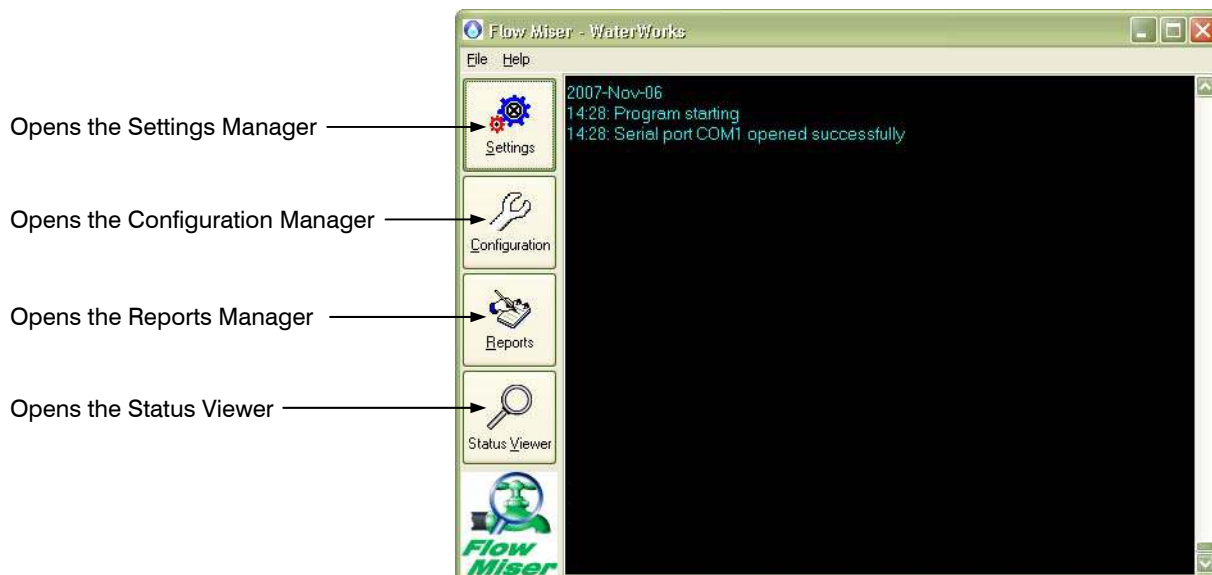 Flow Miser - WaterWorks
File Help
2007-Nov-06
14:28: Program starting
14:28: Serial port COM1 opened successfully
Opens the Settings Manager
Settings
Opens the Configuration Manager
Configuration
Opens the Reports Manager
Reports
Opens the Status Viewer
Status Viewer
Flow
Miser